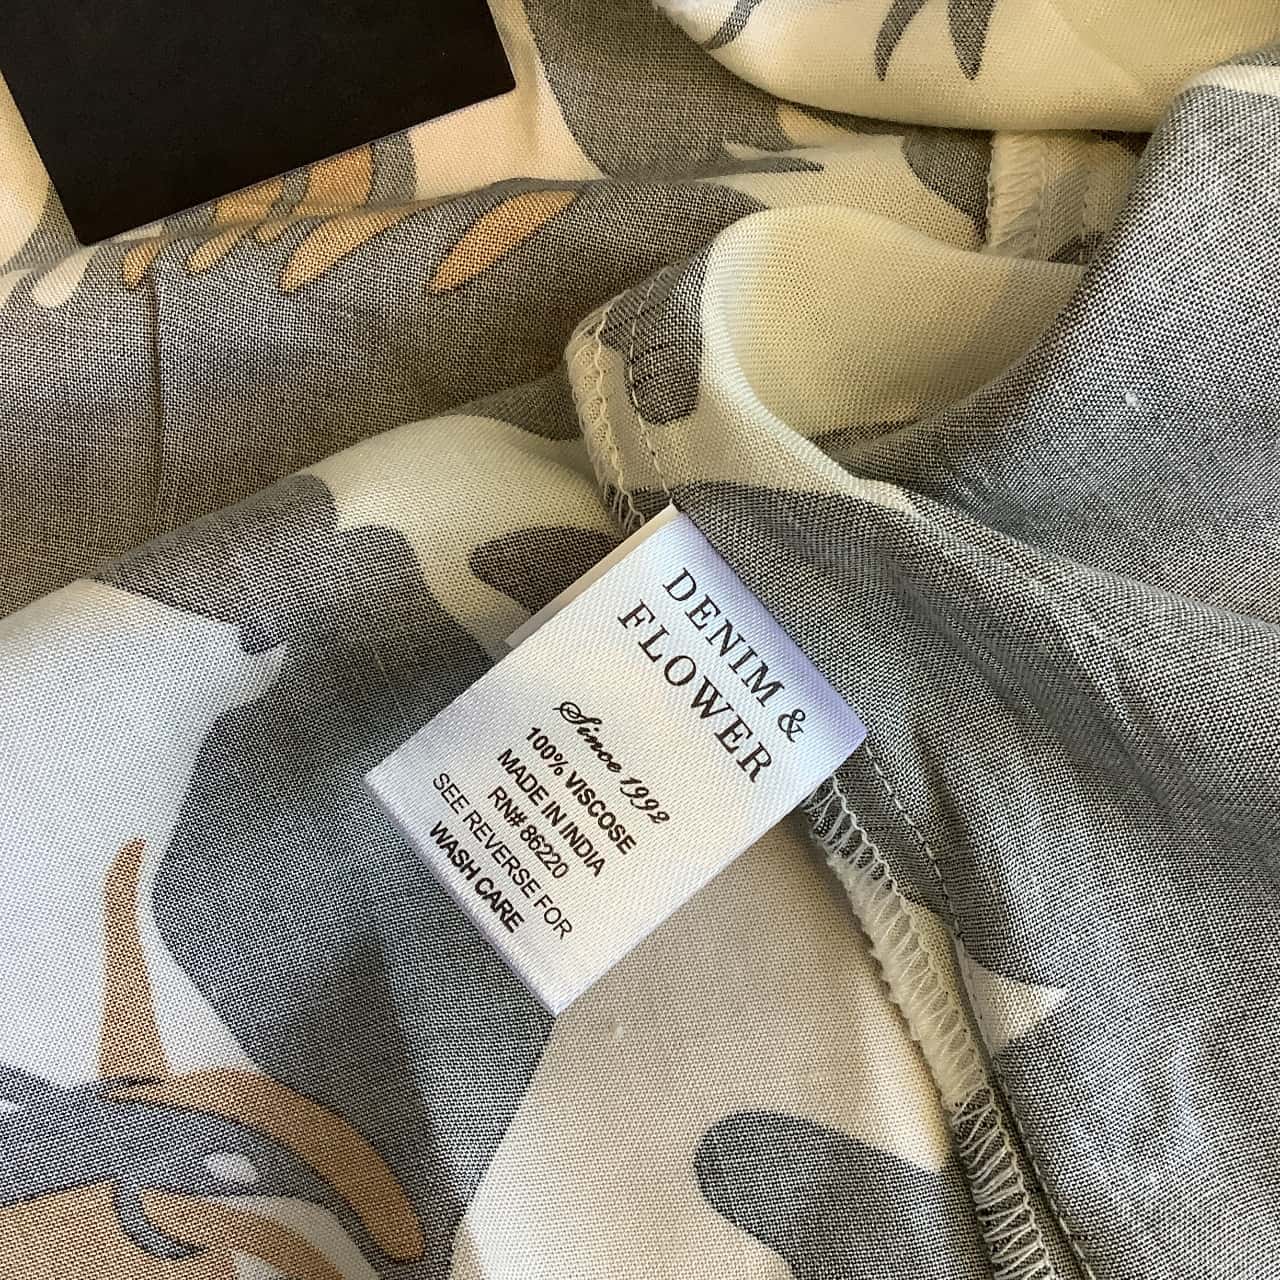 DENIM &
FLOWER
Since 1992
100% VISCOSE
MADE IN INDIA
RN# 86220
SEE REVERSE FOR
WASH CARE